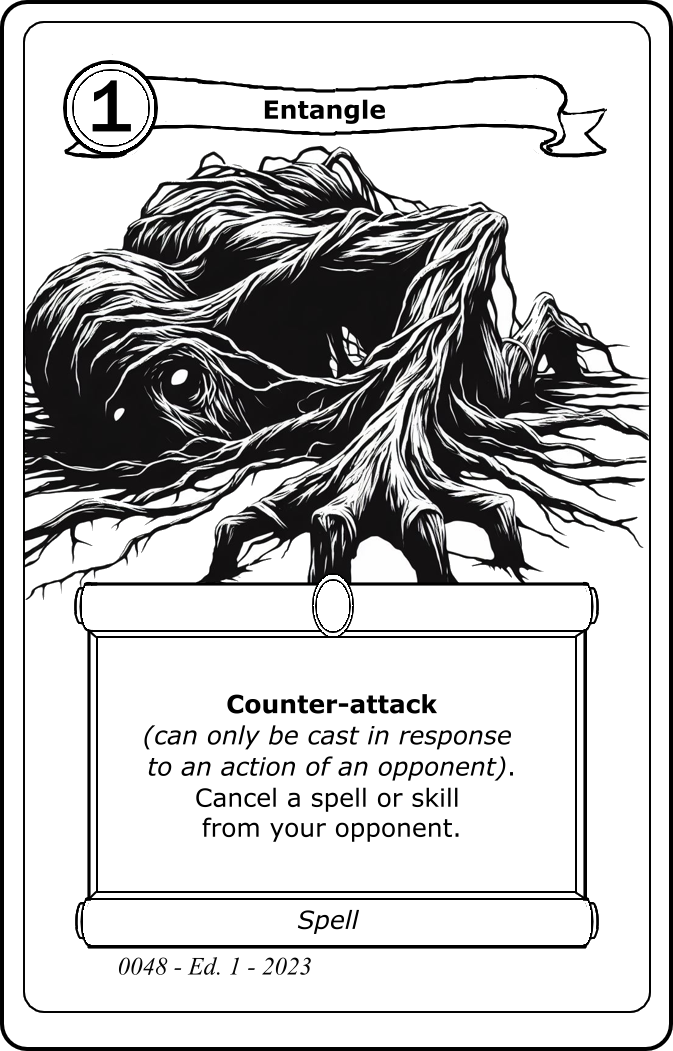 1
Entangle
Counter-attack
(can only be cast in response
to an action of an opponent).
Cancel a spell or skill
from your opponent.
Spell
0048 - Ed. 1 - 2023